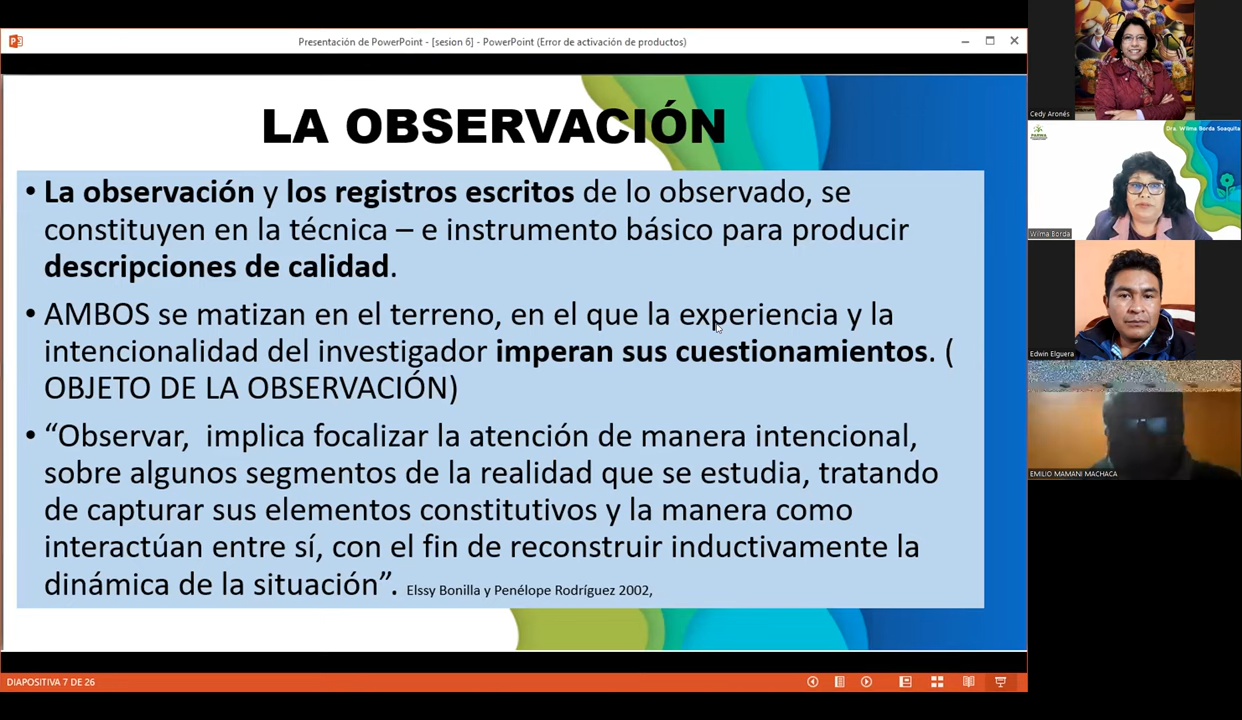 Presentación de PowerPoint - [sesion 6] - PowerPoint (Error de activación de productos)
LA OBSERVACIÓN
• La observación y los registros escritos de lo observado, se
constituyen en la técnica – e instrumento básico para producir
descripciones de calidad.
• AMBOS se matizan en el terreno, en el que la experiencia y la
intencionalidad del investigador imperan sus cuestionamientos. (
OBJETO DE LA OBSERVACIÓN)
• “Observar, implica focalizar la atención de manera intencional,
sobre algunos segmentos de la realidad que se estudia, tratando
de capturar sus elementos constitutivos y la manera como
interactúan entre sí, con el fin de reconstruir inductivamente la
dinámica de la situación”. Elssy Bonilla y Penélope Rodríguez 2002,
DIAPOSITIVA 7 DE 26
Cedy Aronés
Dra. Wilma Borda Soaquita
Wilma Borda
Edwin Elguera
EMILIO MAMANI MACHACA